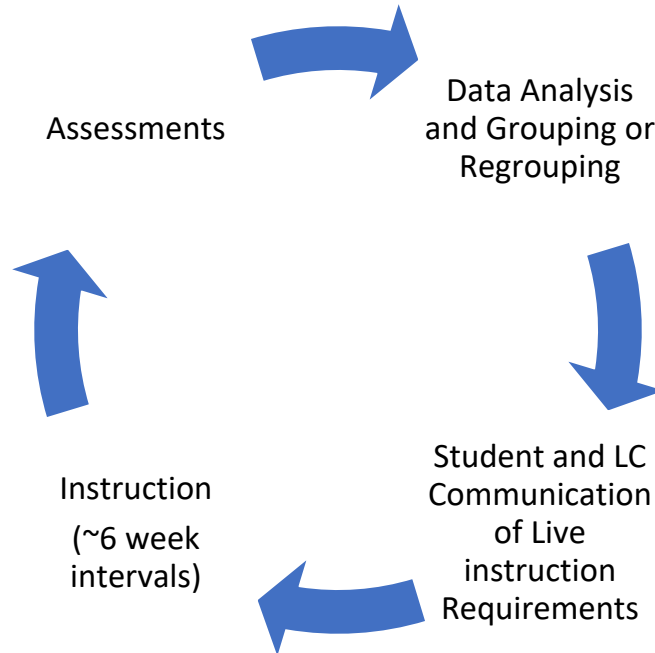 Assessments
Data Analysis
and Grouping or
Regrouping
Student and LC
Communication
of Live
instruction
Requirements
Instruction
(~6 week
intervals)